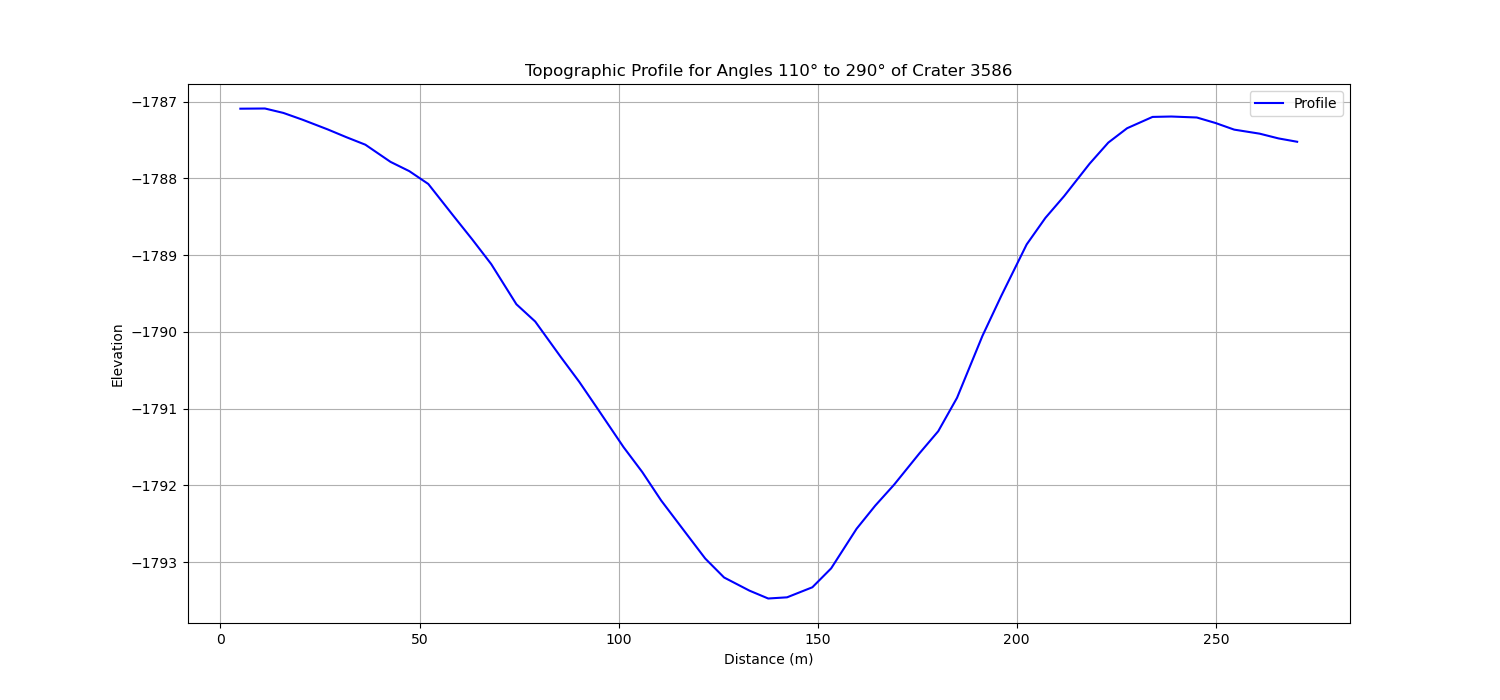 Topographic Profile for Angles 110° to 290° of Crater 3586
Profile
Elevation
−1787
−1788
−1789
−1790
−1791
−1792
−1793
0 50 100 150 200 250
Distance (m)